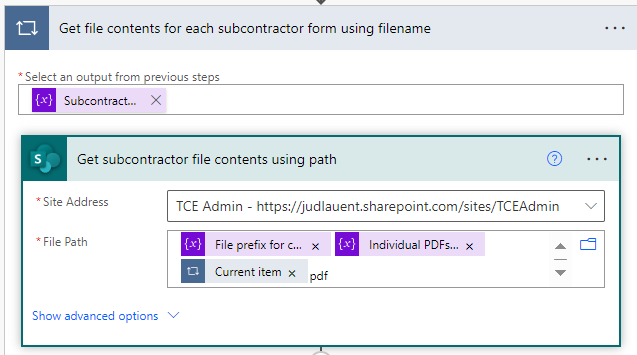 Get file contents for each subcontractor form using filename
* Select an output from previous steps
{x} Subcontract... ×
S Get subcontractor file contents using path ?
* Site Address TCE Admin - https://judlauent.sharepoint.com/sites/TCEAdmin
* File Path {x} File prefix for c... × {x} Individual PDFs... ×
Current item × pdf
Show advanced options